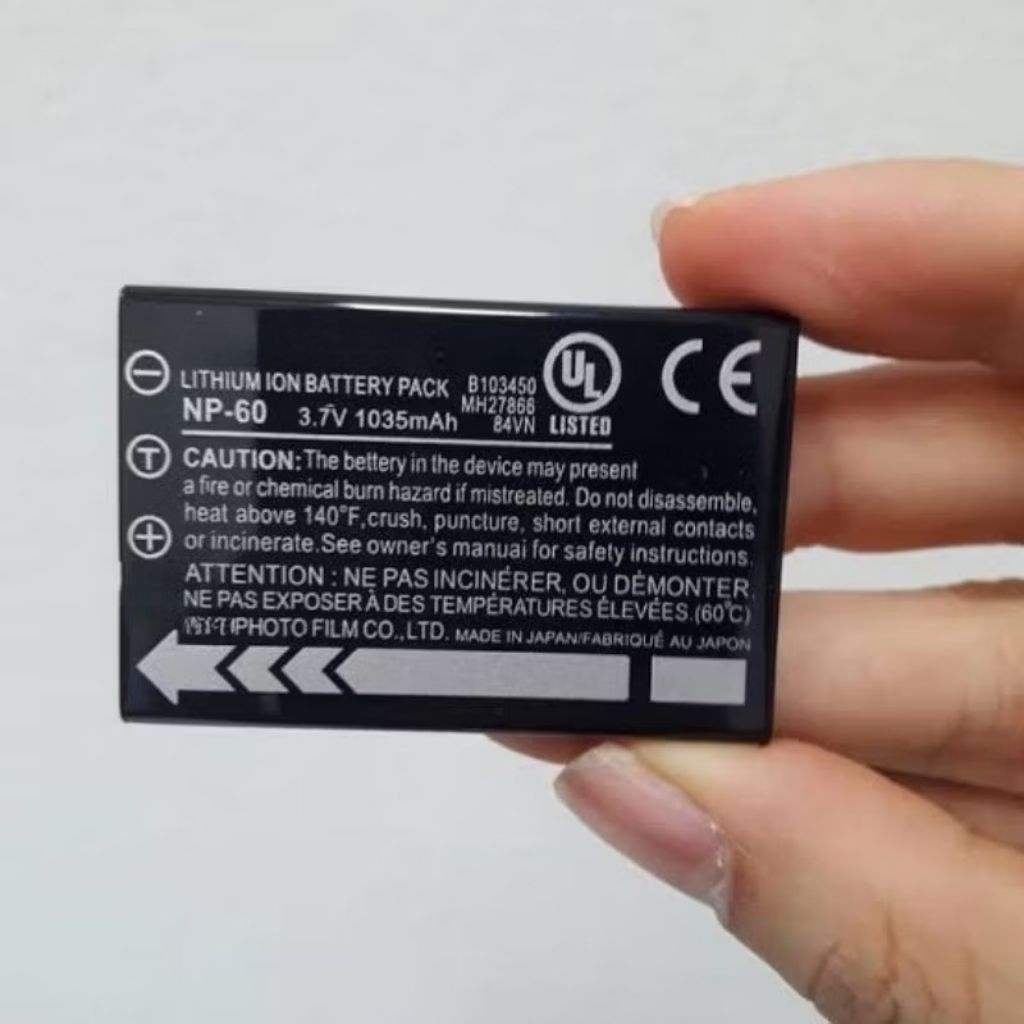 LITHIUM ION BATTERY PACK B103450
NP-60 3.7V 1035mAh MH27866
84VN
UL
LISTED
CE
T
CAUTION: The bettery in the device may present
a fire or chemical burn hazard if mistreated. Do not disassemble,
heat above 140°F,crush, puncture, short external contacts
or incinerate.See owner's manuai for safety instructions.
ATTENTION : NE PAS INCINÉRER, OU DÉMONTER.
NE PAS EXPOSER À DES TEMPÉRATURES ÉLEVÉES.(60℃)
PHOTO FILM CO.,LTD. MADE IN JAPAN/FABRIQUÉ AU JAPON